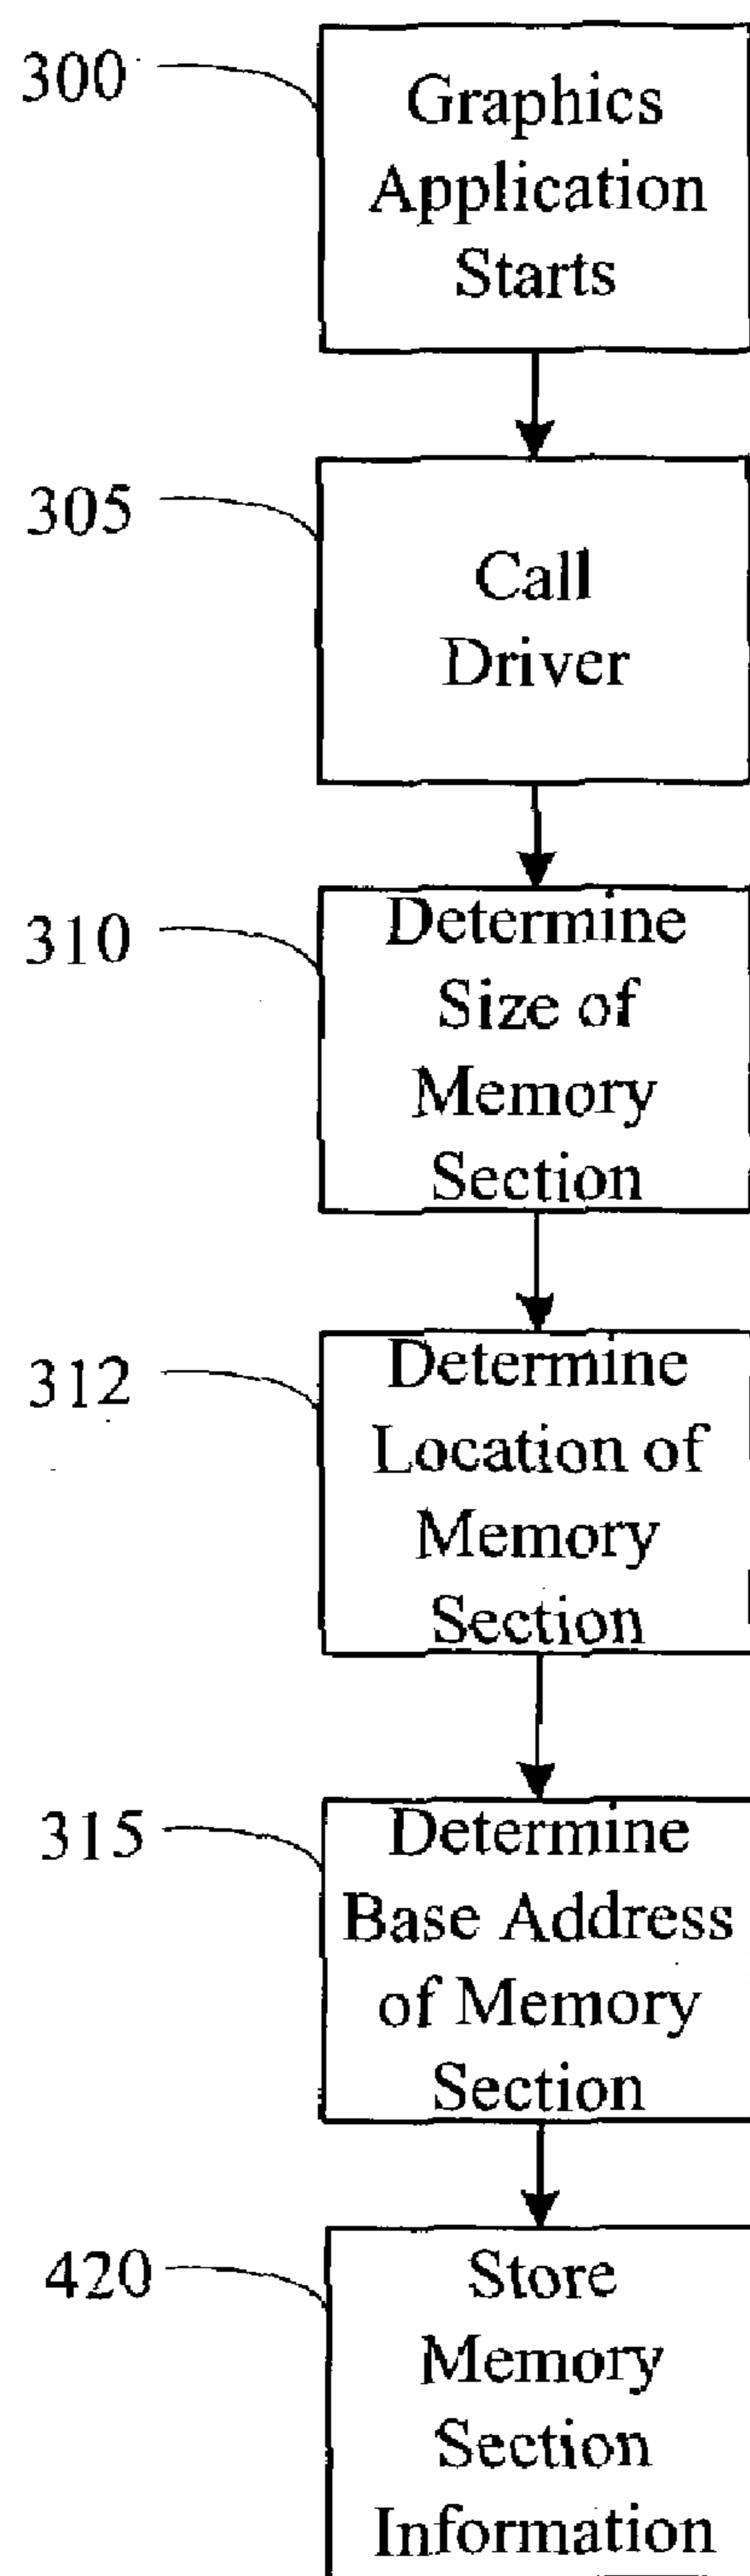 300
Graphics
Application
Starts
305
Call
Driver
310
Determine
Size of
Memory
Section
312
Determine
Location of
Memory
Section
315
Determine
Base Address
of Memory
Section
420
Store
Memory
Section
Information